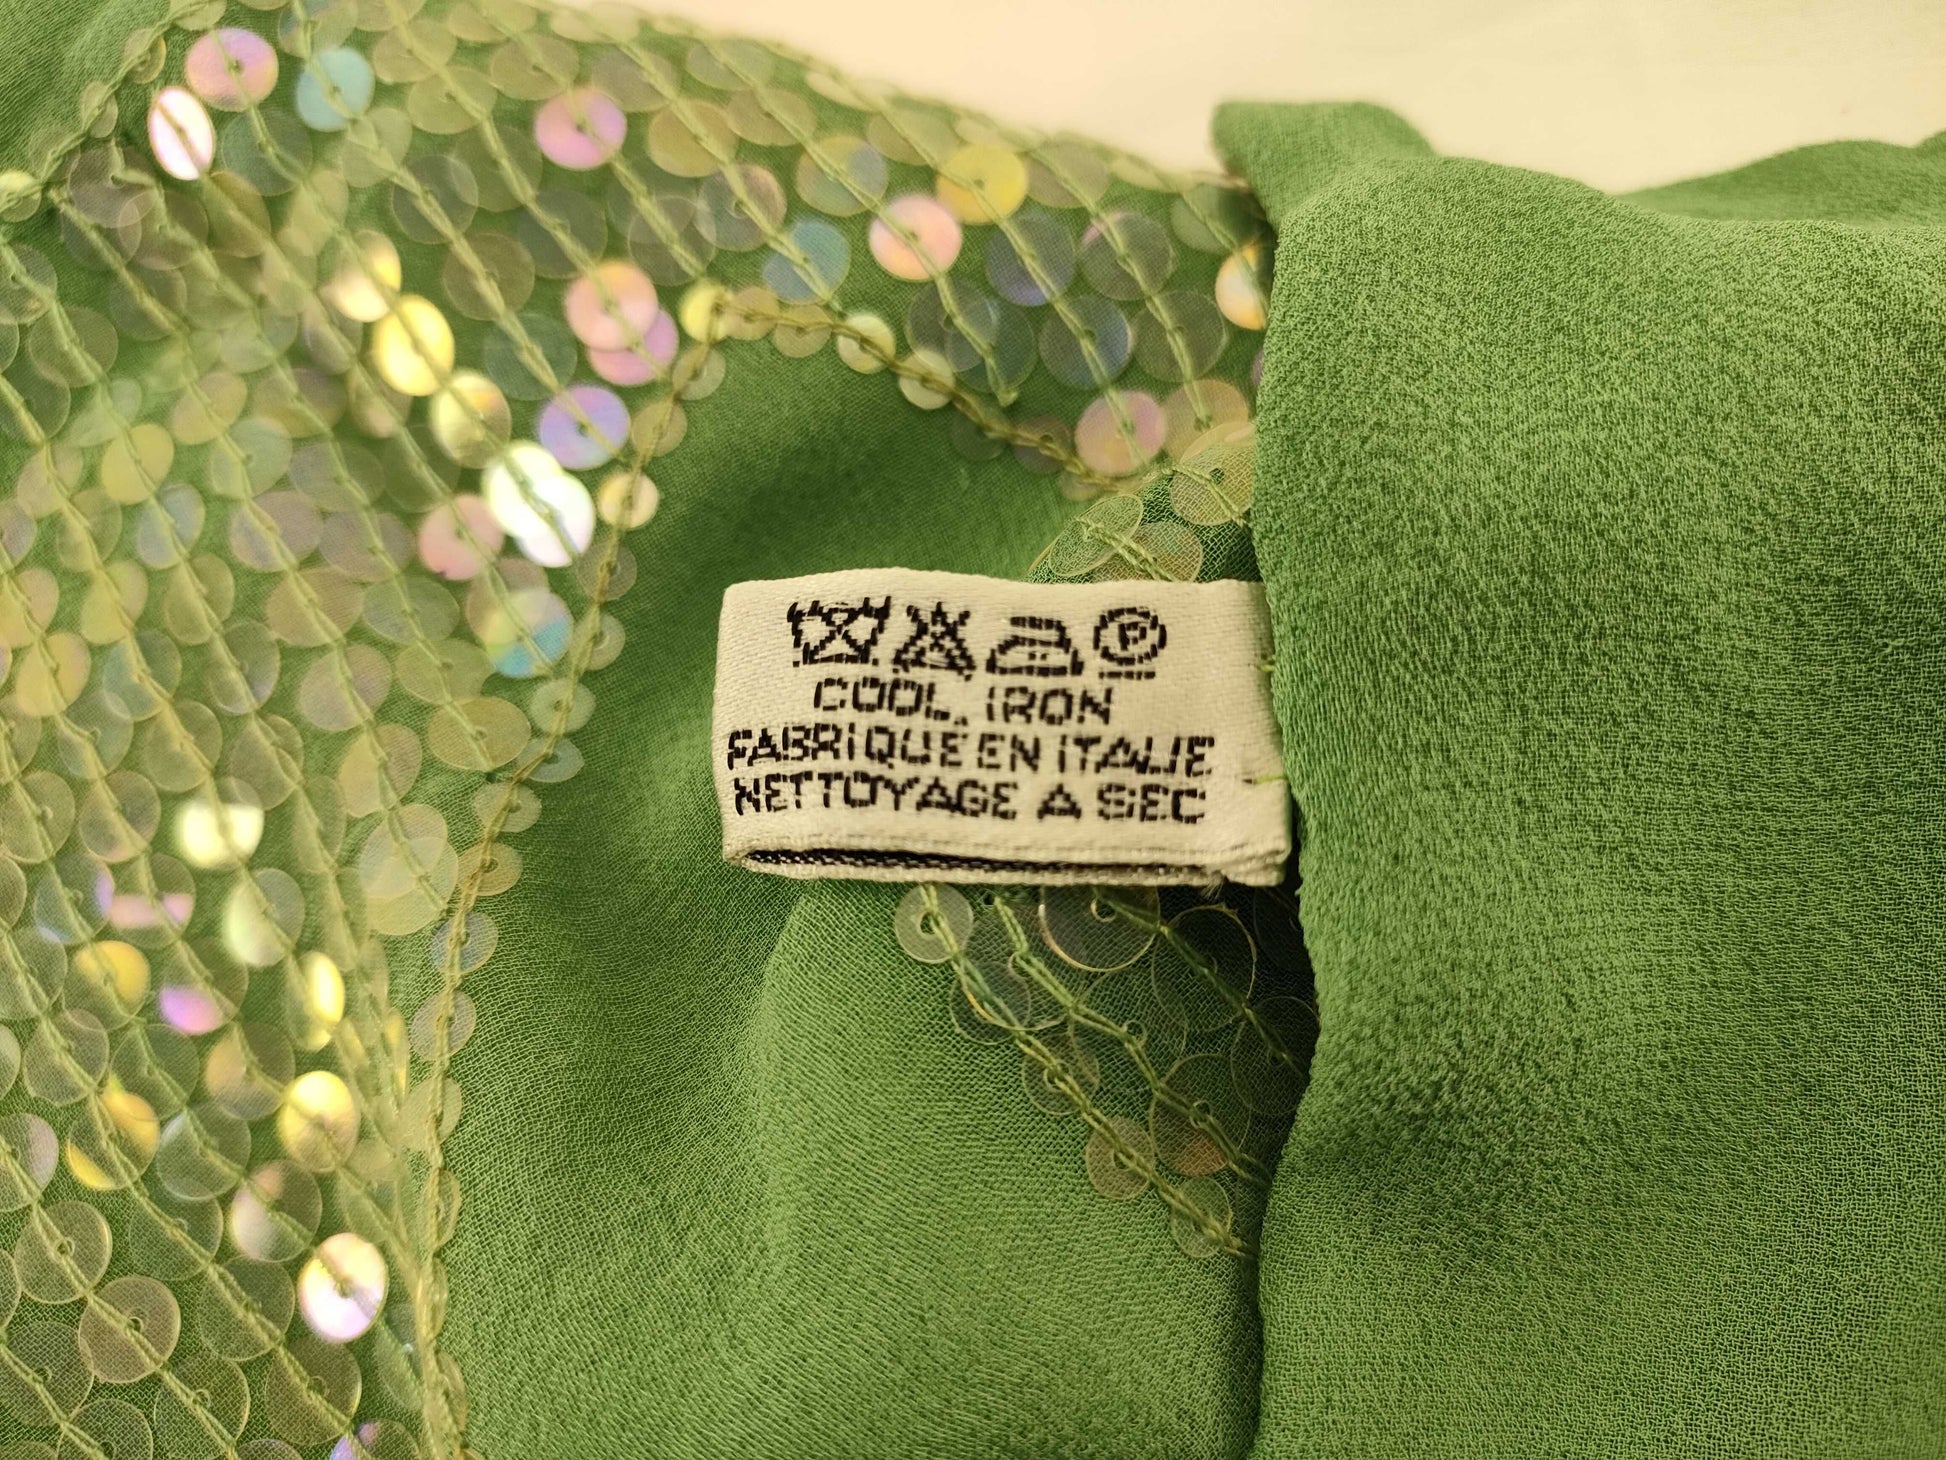 P
COOL IRON
FABRIQUE EN ITALIE
NETTOYAGE A SEC